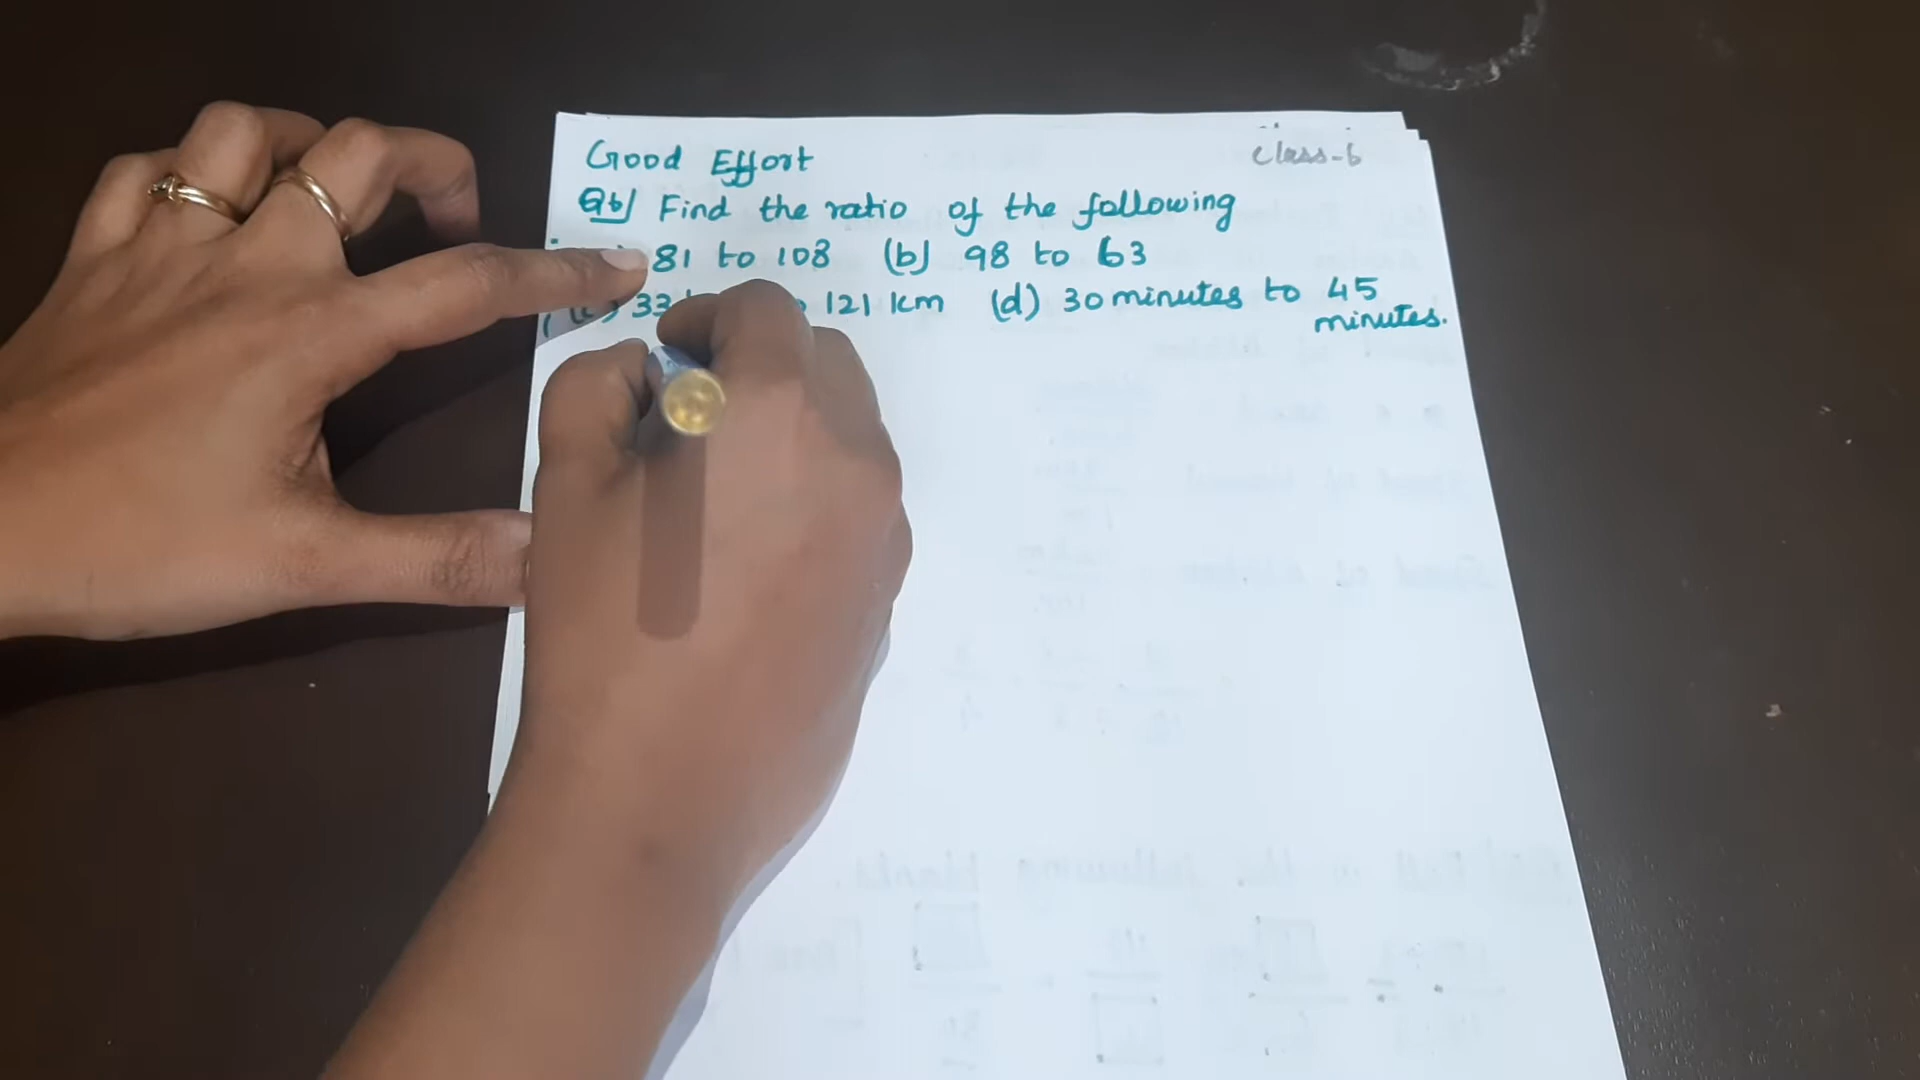 Good Effort
Class-6
Q6) Find the ratio of the following
81 to 108 (b) 98 to 63
(c) 33 121 km (d) 30 minutes to 45
minutes.